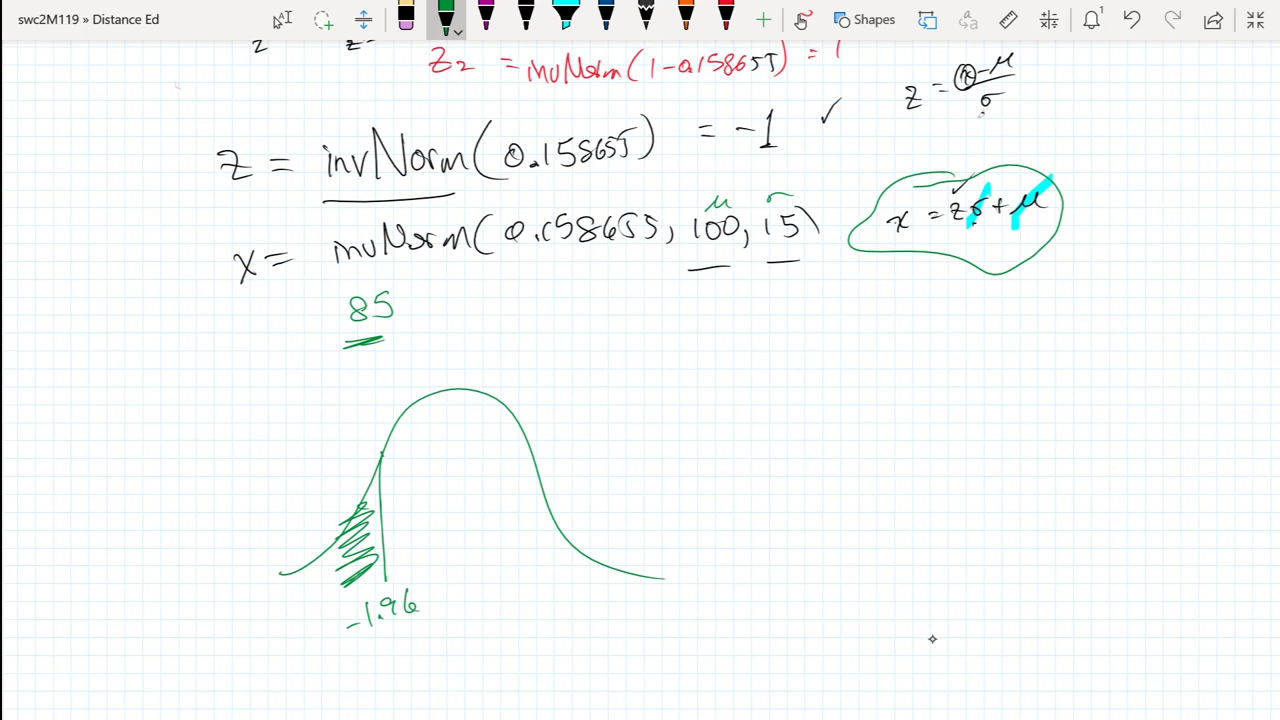 swc2M119 » Distance Ed
Shapes
z₂ = invNorm(1-0.158655) = 1
z = (x-μ)/σ
z = invNorm(0.158655) = -1 ✓
x = zσ + μ
μ σ
x = invNorm(0.158655, 100, 15)
85
-1.96